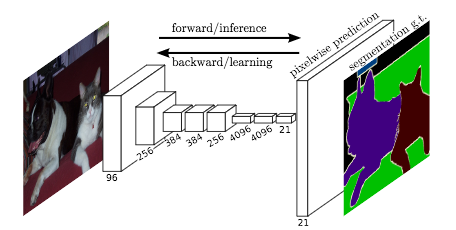 forward/inference
backward/learning
pixelwise prediction
segmentation g.t.
96
256
384
384
256
4096
4096
21
21